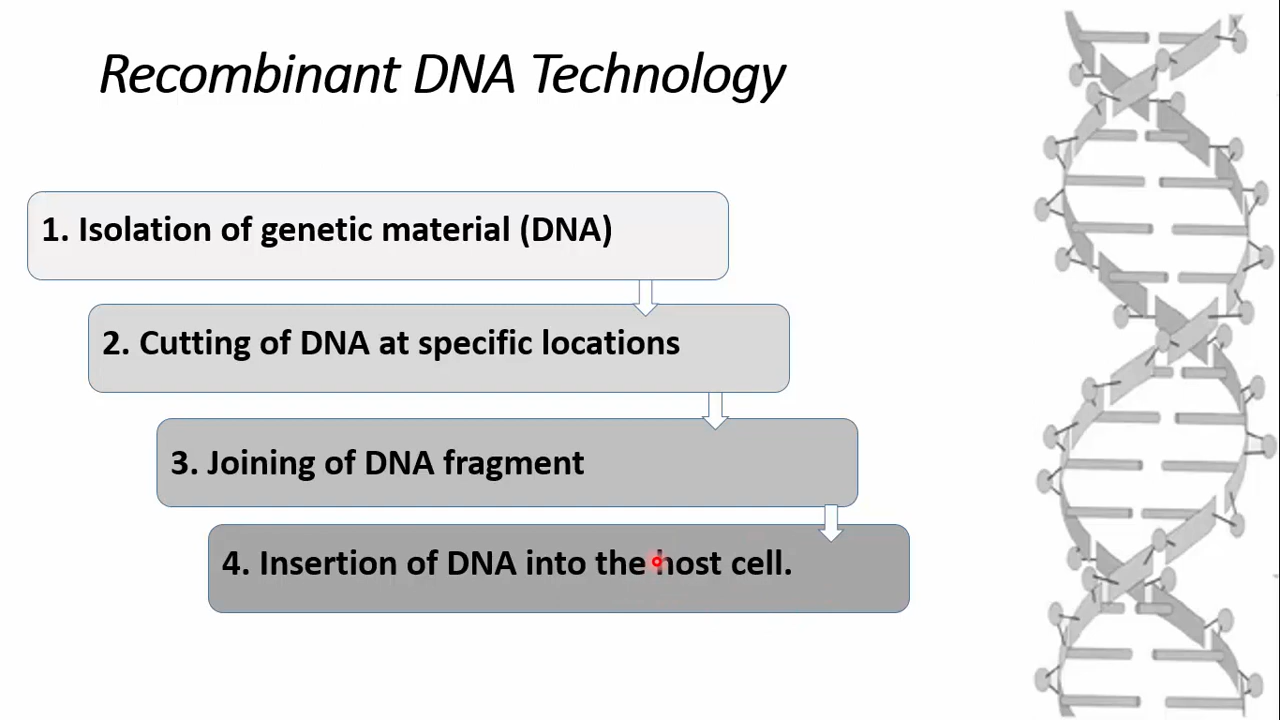 Recombinant DNA Technology
1. Isolation of genetic material (DNA)
2. Cutting of DNA at specific locations
3. Joining of DNA fragment
4. Insertion of DNA into the host cell.